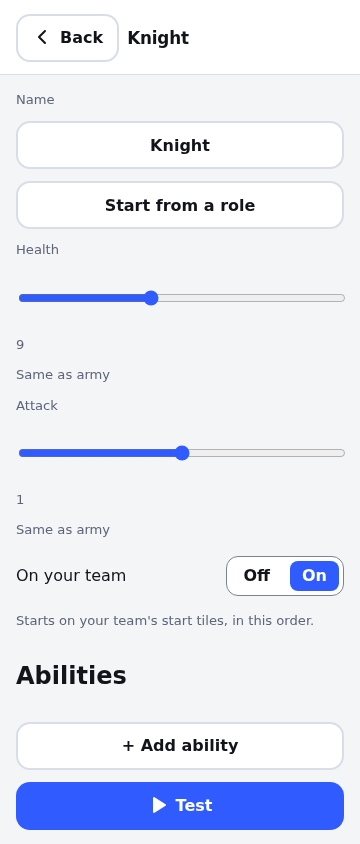 Back Knight
Name
Knight
Start from a role
Health
9
Same as army
Attack
1
Same as army
On your team Off On
Starts on your team's start tiles, in this order.
Abilities
+ Add ability
Test